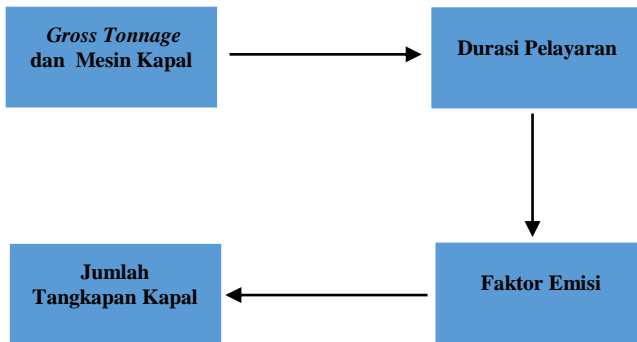 Gross Tonnage
dan Mesin Kapal
Durasi Pelayaran
Faktor Emisi
Jumlah
Tangkapan Kapal